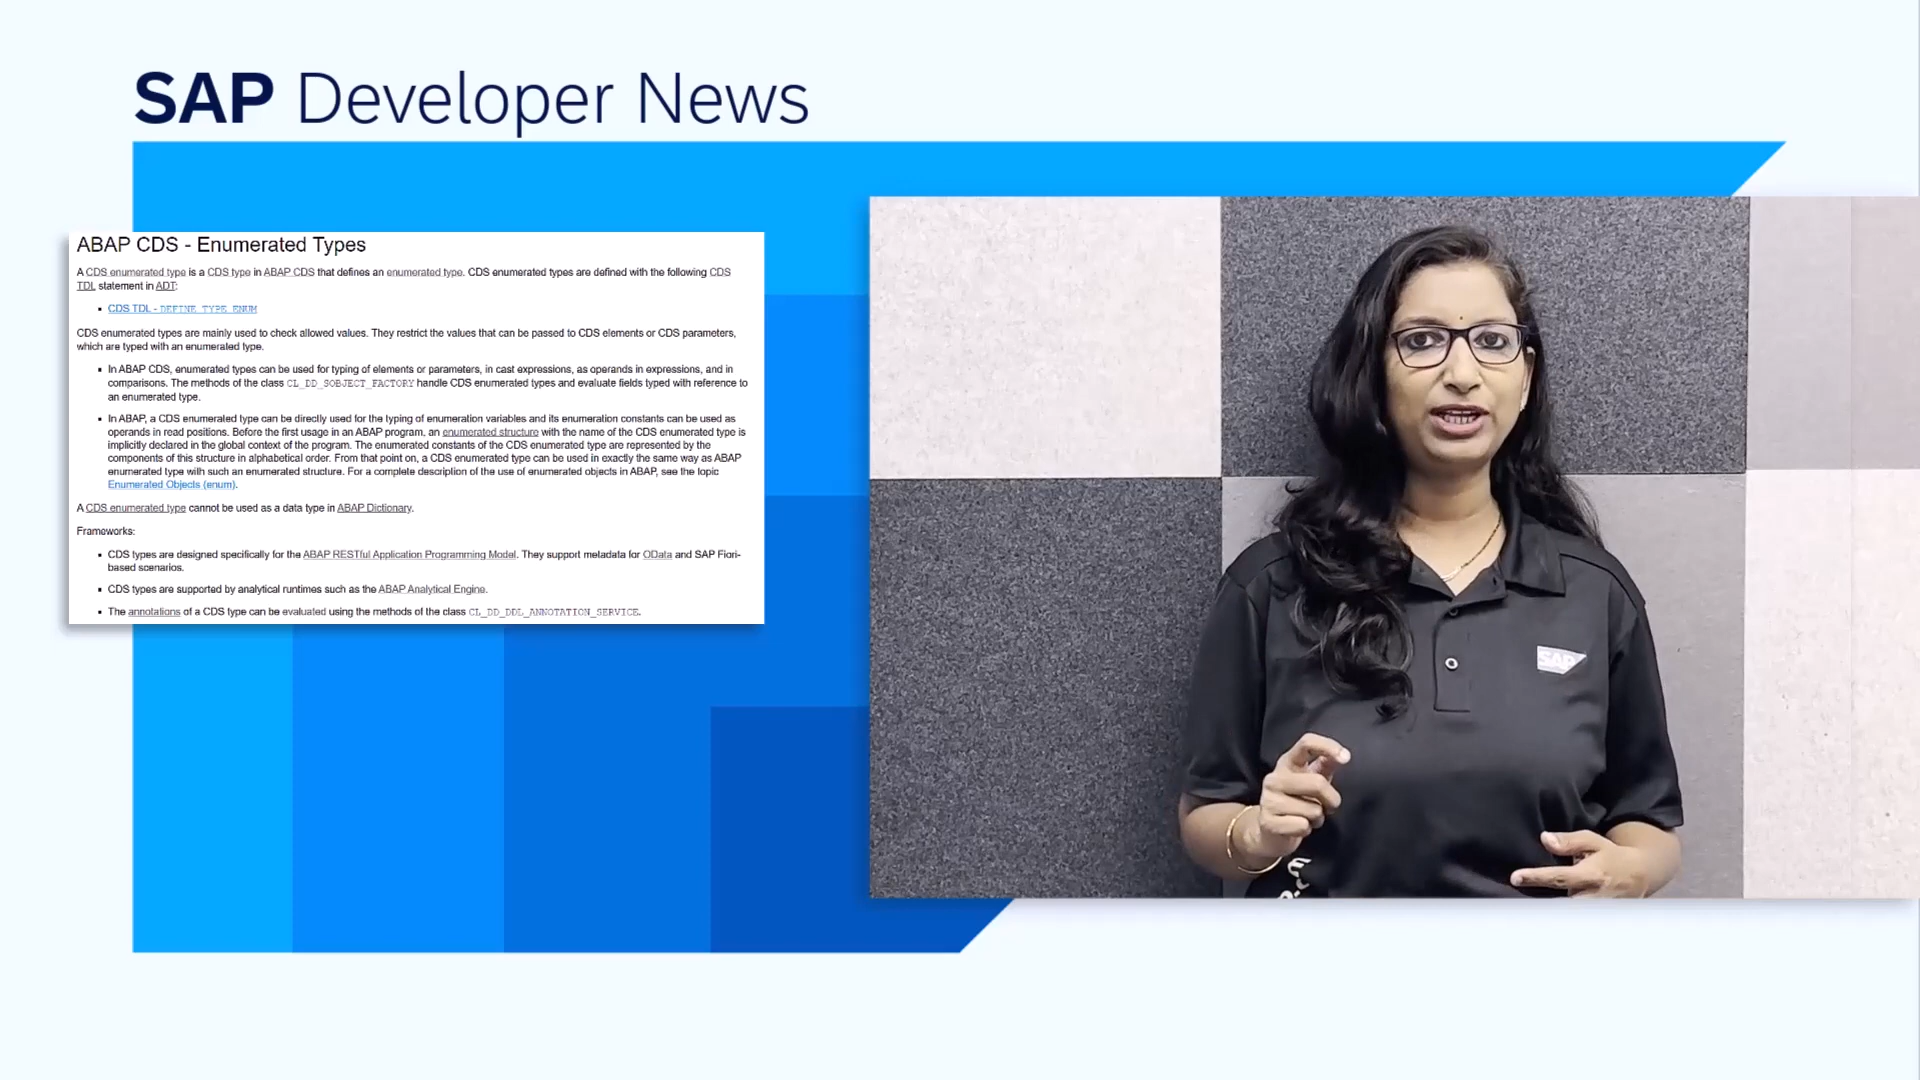 SAP Developer News
ABAP CDS - Enumerated Types
A CDS enumerated type is a CDS type in ABAP CDS that defines an enumerated type. CDS enumerated types are defined with the following CDS
TDL statement in ADT:
▪ CDS TDL - DEFINE TYPE ENUM
CDS enumerated types are mainly used to check allowed values. They restrict the values that can be passed to CDS elements or CDS parameters,
which are typed with an enumerated type.
▪ In ABAP CDS, enumerated types can be used for typing of elements or parameters, in cast expressions, as operands in expressions, and in
comparisons. The methods of the class CL_DD_SOBJECT_FACTORY handle CDS enumerated types and evaluate fields typed with reference to
an enumerated type.
▪ In ABAP, a CDS enumerated type can be directly used for the typing of enumeration variables and its enumeration constants can be used as
operands in read positions. Before the first usage in an ABAP program, an enumerated structure with the name of the CDS enumerated type is
implicitly declared in the global context of the program. The enumerated constants of the CDS enumerated type are represented by the
components of this structure in alphabetical order. From that point on, a CDS enumerated type can be used in exactly the same way as ABAP
enumerated type with such an enumerated structure. For a complete description of the use of enumerated objects in ABAP, see the topic
Enumerated Objects (enum).
A CDS enumerated type cannot be used as a data type in ABAP Dictionary.
Frameworks:
▪ CDS types are designed specifically for the ABAP RESTful Application Programming Model. They support metadata for OData and SAP Fiori-
based scenarios.
▪ CDS types are supported by analytical runtimes such as the ABAP Analytical Engine.
▪ The annotations of a CDS type can be evaluated using the methods of the class CL_DD_DDL_ANNOTATION_SERVICE.
SAP